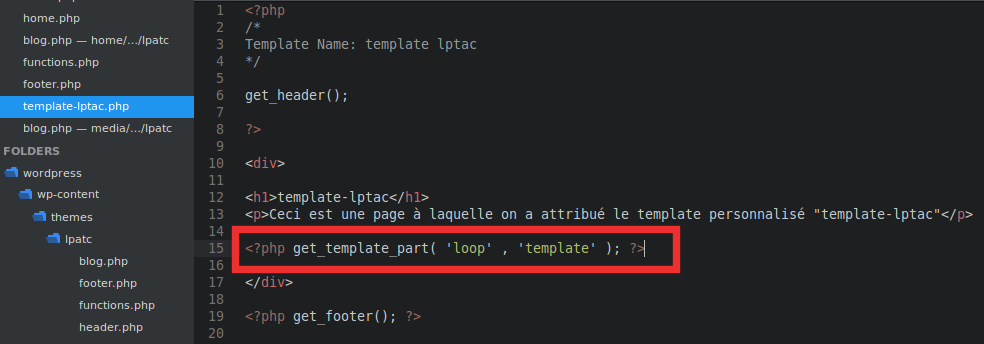 home.php
blog.php — home/.../lpatc
functions.php
footer.php
template-lptac.php
blog.php — media/.../lpatc
FOLDERS
wordpress
wp-content
themes
lpatc
blog.php
footer.php
functions.php
header.php
1 <?php
2 /*
3 Template Name: template lptac
4 */
5
6 get_header();
7
8 ?>
9
10 <div>
11
12 <h1>template-lptac</h1>
13 <p>Ceci est une page à laquelle on a attribué le template personnalisé "template-lptac"</p>
14
15 <?php get_template_part( 'loop' , 'template' ); ?>
16
17 </div>
18
19 <?php get_footer(); ?>
20